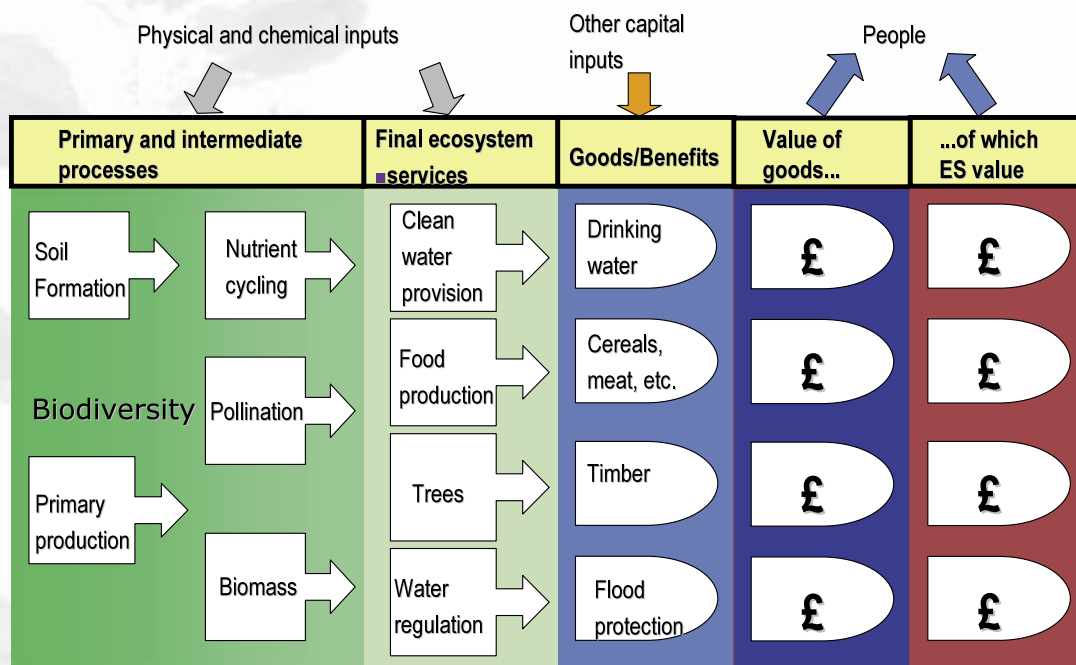 Physical and chemical inputs
Other capital
inputs
People
Primary and intermediate
processes
Final ecosystem
services
Goods/Benefits
Value of
goods...
...of which
ES value
Soil
Formation
Nutrient
cycling
Clean
water
provision
Drinking
water
£
£
Food
production
Cereals,
meat, etc.
£
£
Biodiversity
Pollination
Primary
production
Trees
Timber
£
£
Biomass
Water
regulation
Flood
protection
£
£